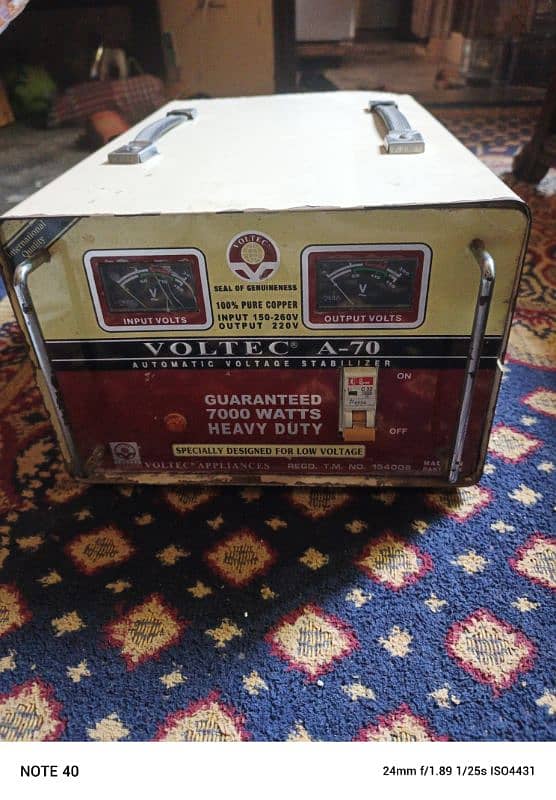 International
Quality
VOLTEC®
SEAL OF GENUINENESS
100% PURE COPPER
INPUT 150-260V
OUTPUT 220V
V
INPUT VOLTS
V
OUTPUT VOLTS
VOLTEC® A-70
AUTOMATIC VOLTAGE STABILIZER
GUARANTEED
7000 WATTS
HEAVY DUTY
ON
OFF
SPECIALLY DESIGNED FOR LOW VOLTAGE
VOLTEC® APPLIANCES REGD. T.M. NO. 154008
NOTE 40
24mm f/1.89 1/25s ISO4431